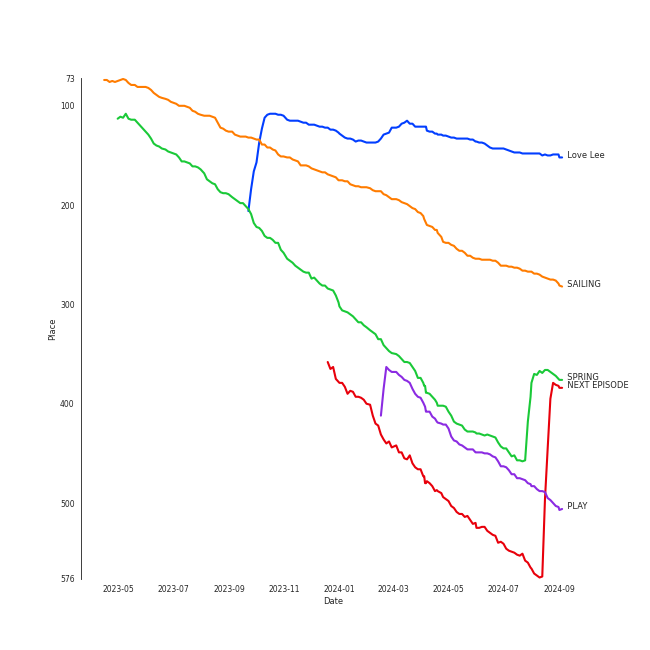 73
100
200
300
400
500
576
Place
2023-05
2023-07
2023-09
2023-11
2024-01
2024-03
2024-05
2024-07
2024-09
Date
Love Lee
SAILING
SPRING
NEXT EPISODE
PLAY